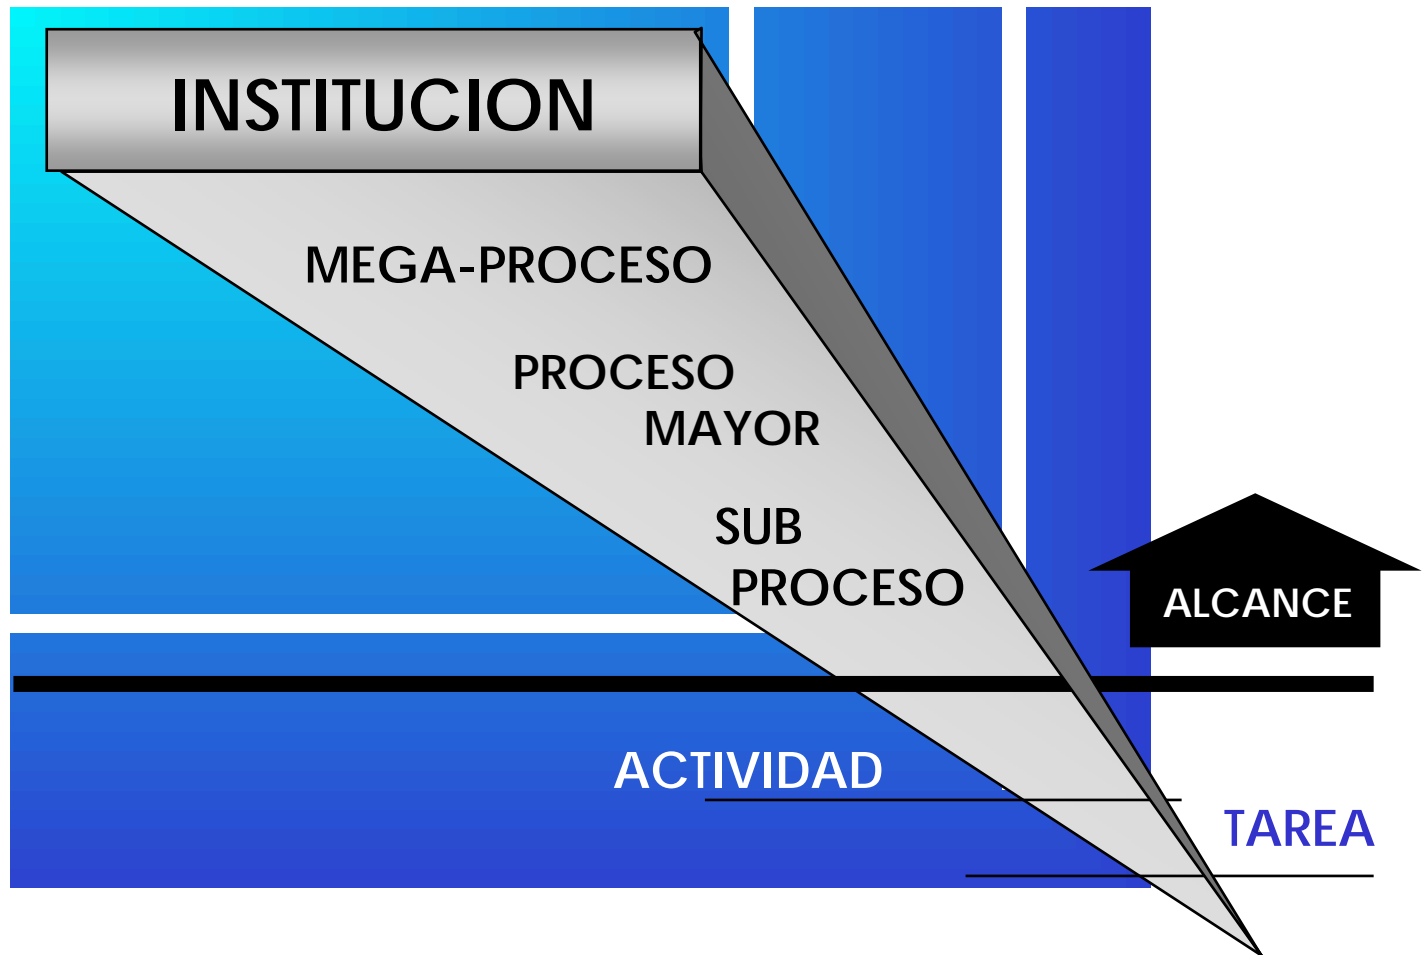 INSTITUCION
MEGA-PROCESO
PROCESO
MAYOR
SUB
PROCESO
ALCANCE
ACTIVIDAD
TAREA